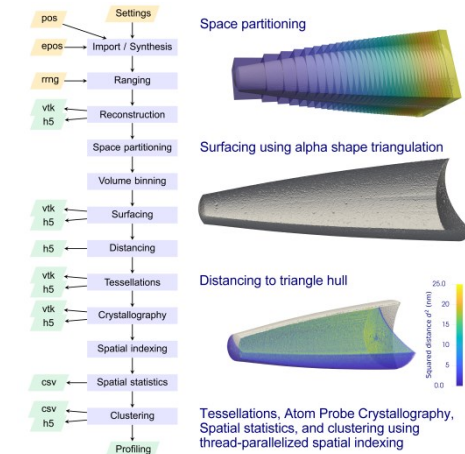 pos
Settings
epos
Import / Synthesis
rrng
Ranging
vtk
h5
Reconstruction
Space partitioning
Volume binning
vtk
h5
Surfacing
h5
Distancing
vtk
h5
Tessellations
vtk
h5
Crystallography
Spatial indexing
csv
Spatial statistics
csv
h5
Clustering
Profiling
Space partitioning
Surfacing using alpha shape triangulation
Distancing to triangle hull
25.0
20
15
10
5
0
Squared distance d² (nm)
Tessellations, Atom Probe Crystallography,
Spatial statistics, and clustering using
thread-parallelized spatial indexing